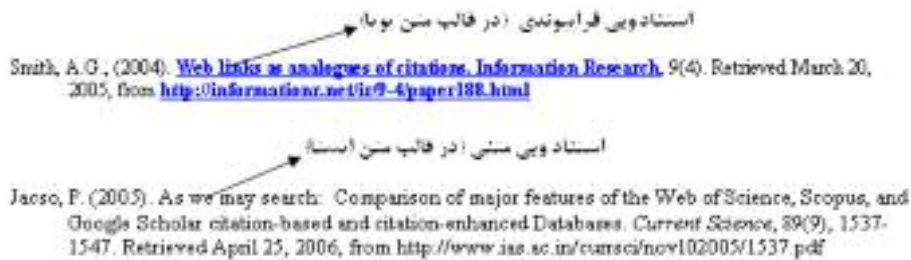 استناد وبی فراپیوندی (در قالب متن پویا)
Smith, A.G., (2004). Web links as analogues of citations. Information Research, 9(4). Retrieved March 20,
2005, from http://informationr.net/ir/9-4/paper188.html
استناد وبی متنی (در قالب متن ایستا)
Jacso, P. (2005). As we may search: Comparison of major features of the Web of Science, Scopus, and
Google Scholar citation-based and citation-enhanced Databases. Current Science, 89(9), 1537-
1547. Retrieved April 25, 2006, from http://www.ias.ac.in/currsci/nov102005/1537.pdf